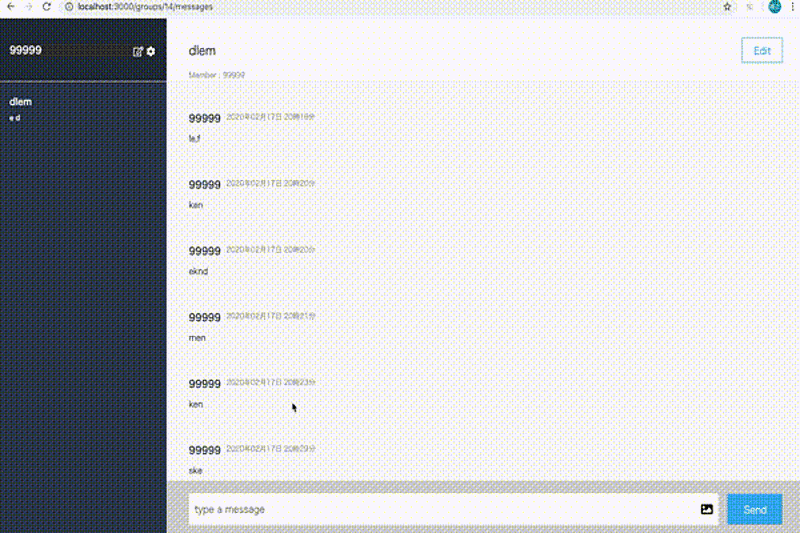 localhost:3000/groups/14/messages
99999
dlem
e d
dlem
Edit
Member : 99999
99999 2020年02月17日 20時19分
le,f
99999 2020年02月17日 20時20分
ken
99999 2020年02月17日 20時20分
eknd
99999 2020年02月17日 20時21分
men
99999 2020年02月17日 20時23分
ken
99999 2020年02月17日 20時29分
ske
type a message
Send